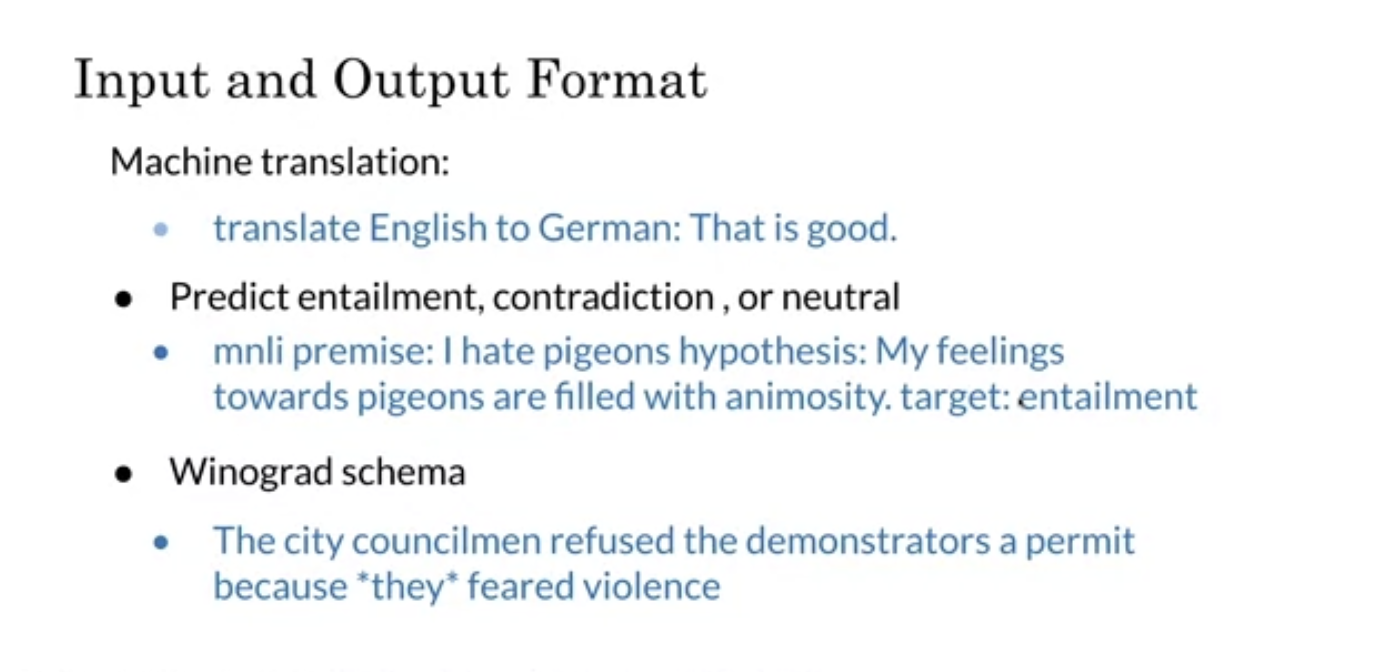 Input and Output Format
Machine translation:
• translate English to German: That is good.
• Predict entailment, contradiction , or neutral
• mnli premise: I hate pigeons hypothesis: My feelings
towards pigeons are filled with animosity. target: entailment
• Winograd schema
• The city councilmen refused the demonstrators a permit
because *they* feared violence